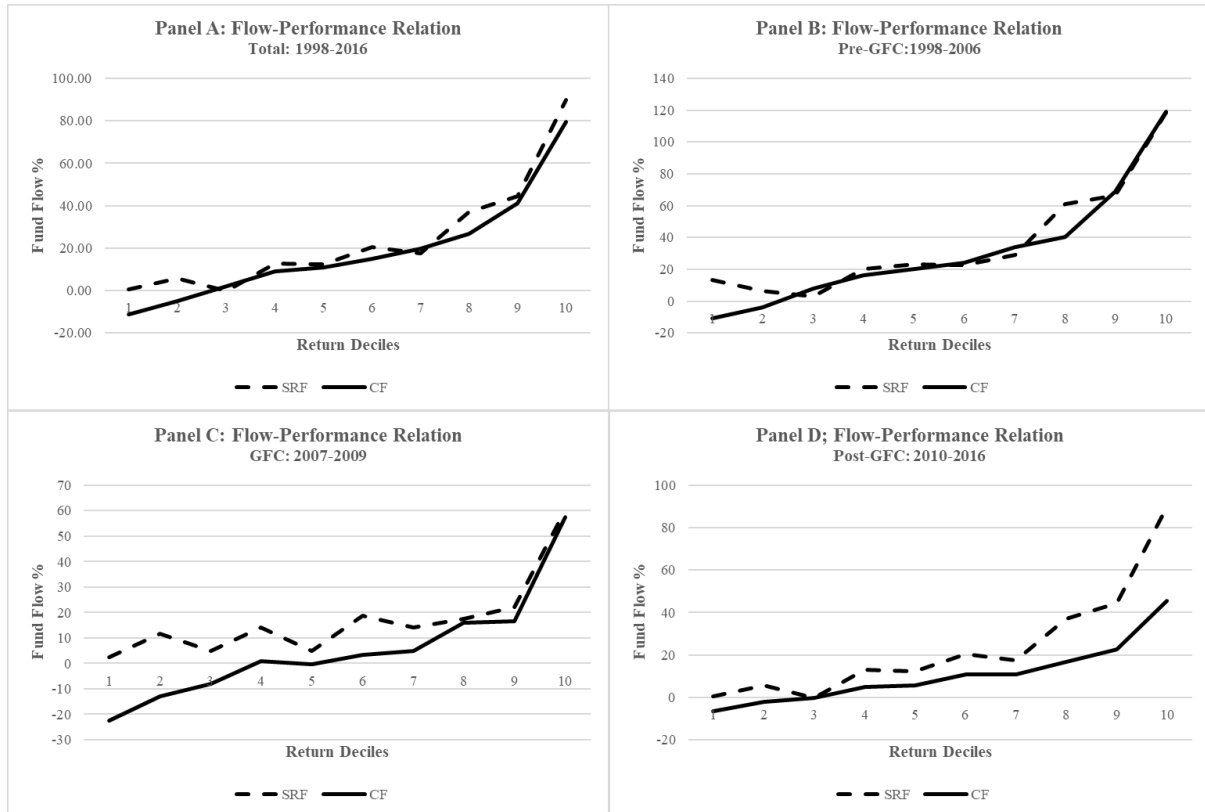 Panel A: Flow-Performance Relation
Total: 1998-2016
100.00
80.00
60.00
40.00
20.00
0.00
-20.00
Fund Flow %
1 2 3 4 5 6 7 8 9 10
Return Deciles
SRF CF
Panel B: Flow-Performance Relation
Pre-GFC:1998-2006
140
120
100
80
60
40
20
0
-20
Fund Flow %
1 2 3 4 5 6 7 8 9 10
Return Deciles
SRF CF
Panel C: Flow-Performance Relation
GFC: 2007-2009
70
60
50
40
30
20
10
0
-10
-20
-30
Fund Flow %
1 2 3 4 5 6 7 8 9 10
Return Deciles
SRF CF
Panel D; Flow-Performance Relation
Post-GFC: 2010-2016
100
80
60
40
20
0
-20
Fund Flow %
1 2 3 4 5 6 7 8 9 10
Return Deciles
SRF CF